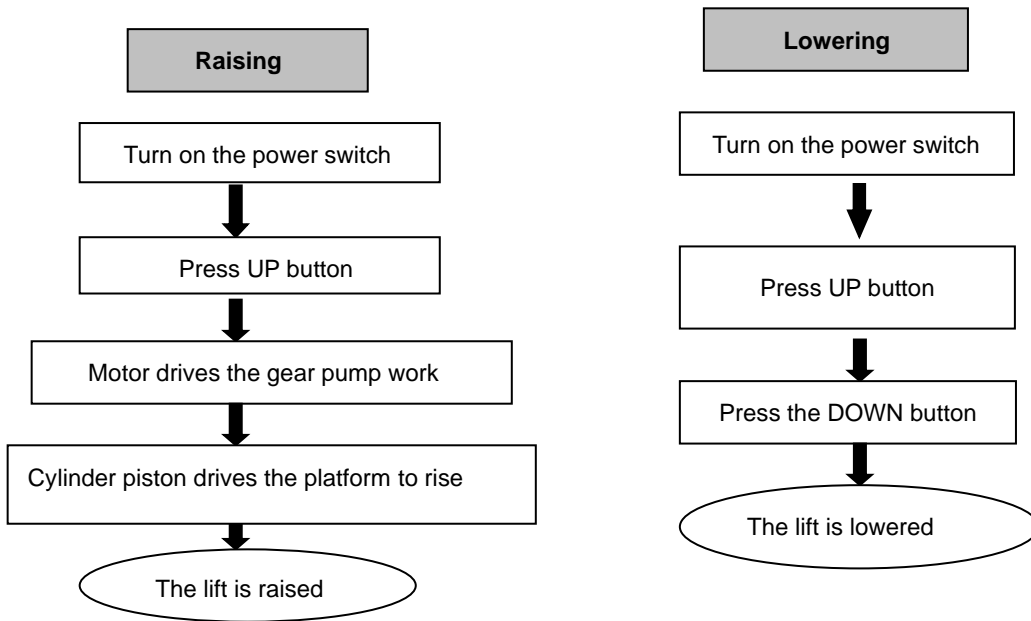 Raising
Turn on the power switch
Press UP button
Motor drives the gear pump work
Cylinder piston drives the platform to rise
The lift is raised
Lowering
Turn on the power switch
Press UP button
Press the DOWN button
The lift is lowered